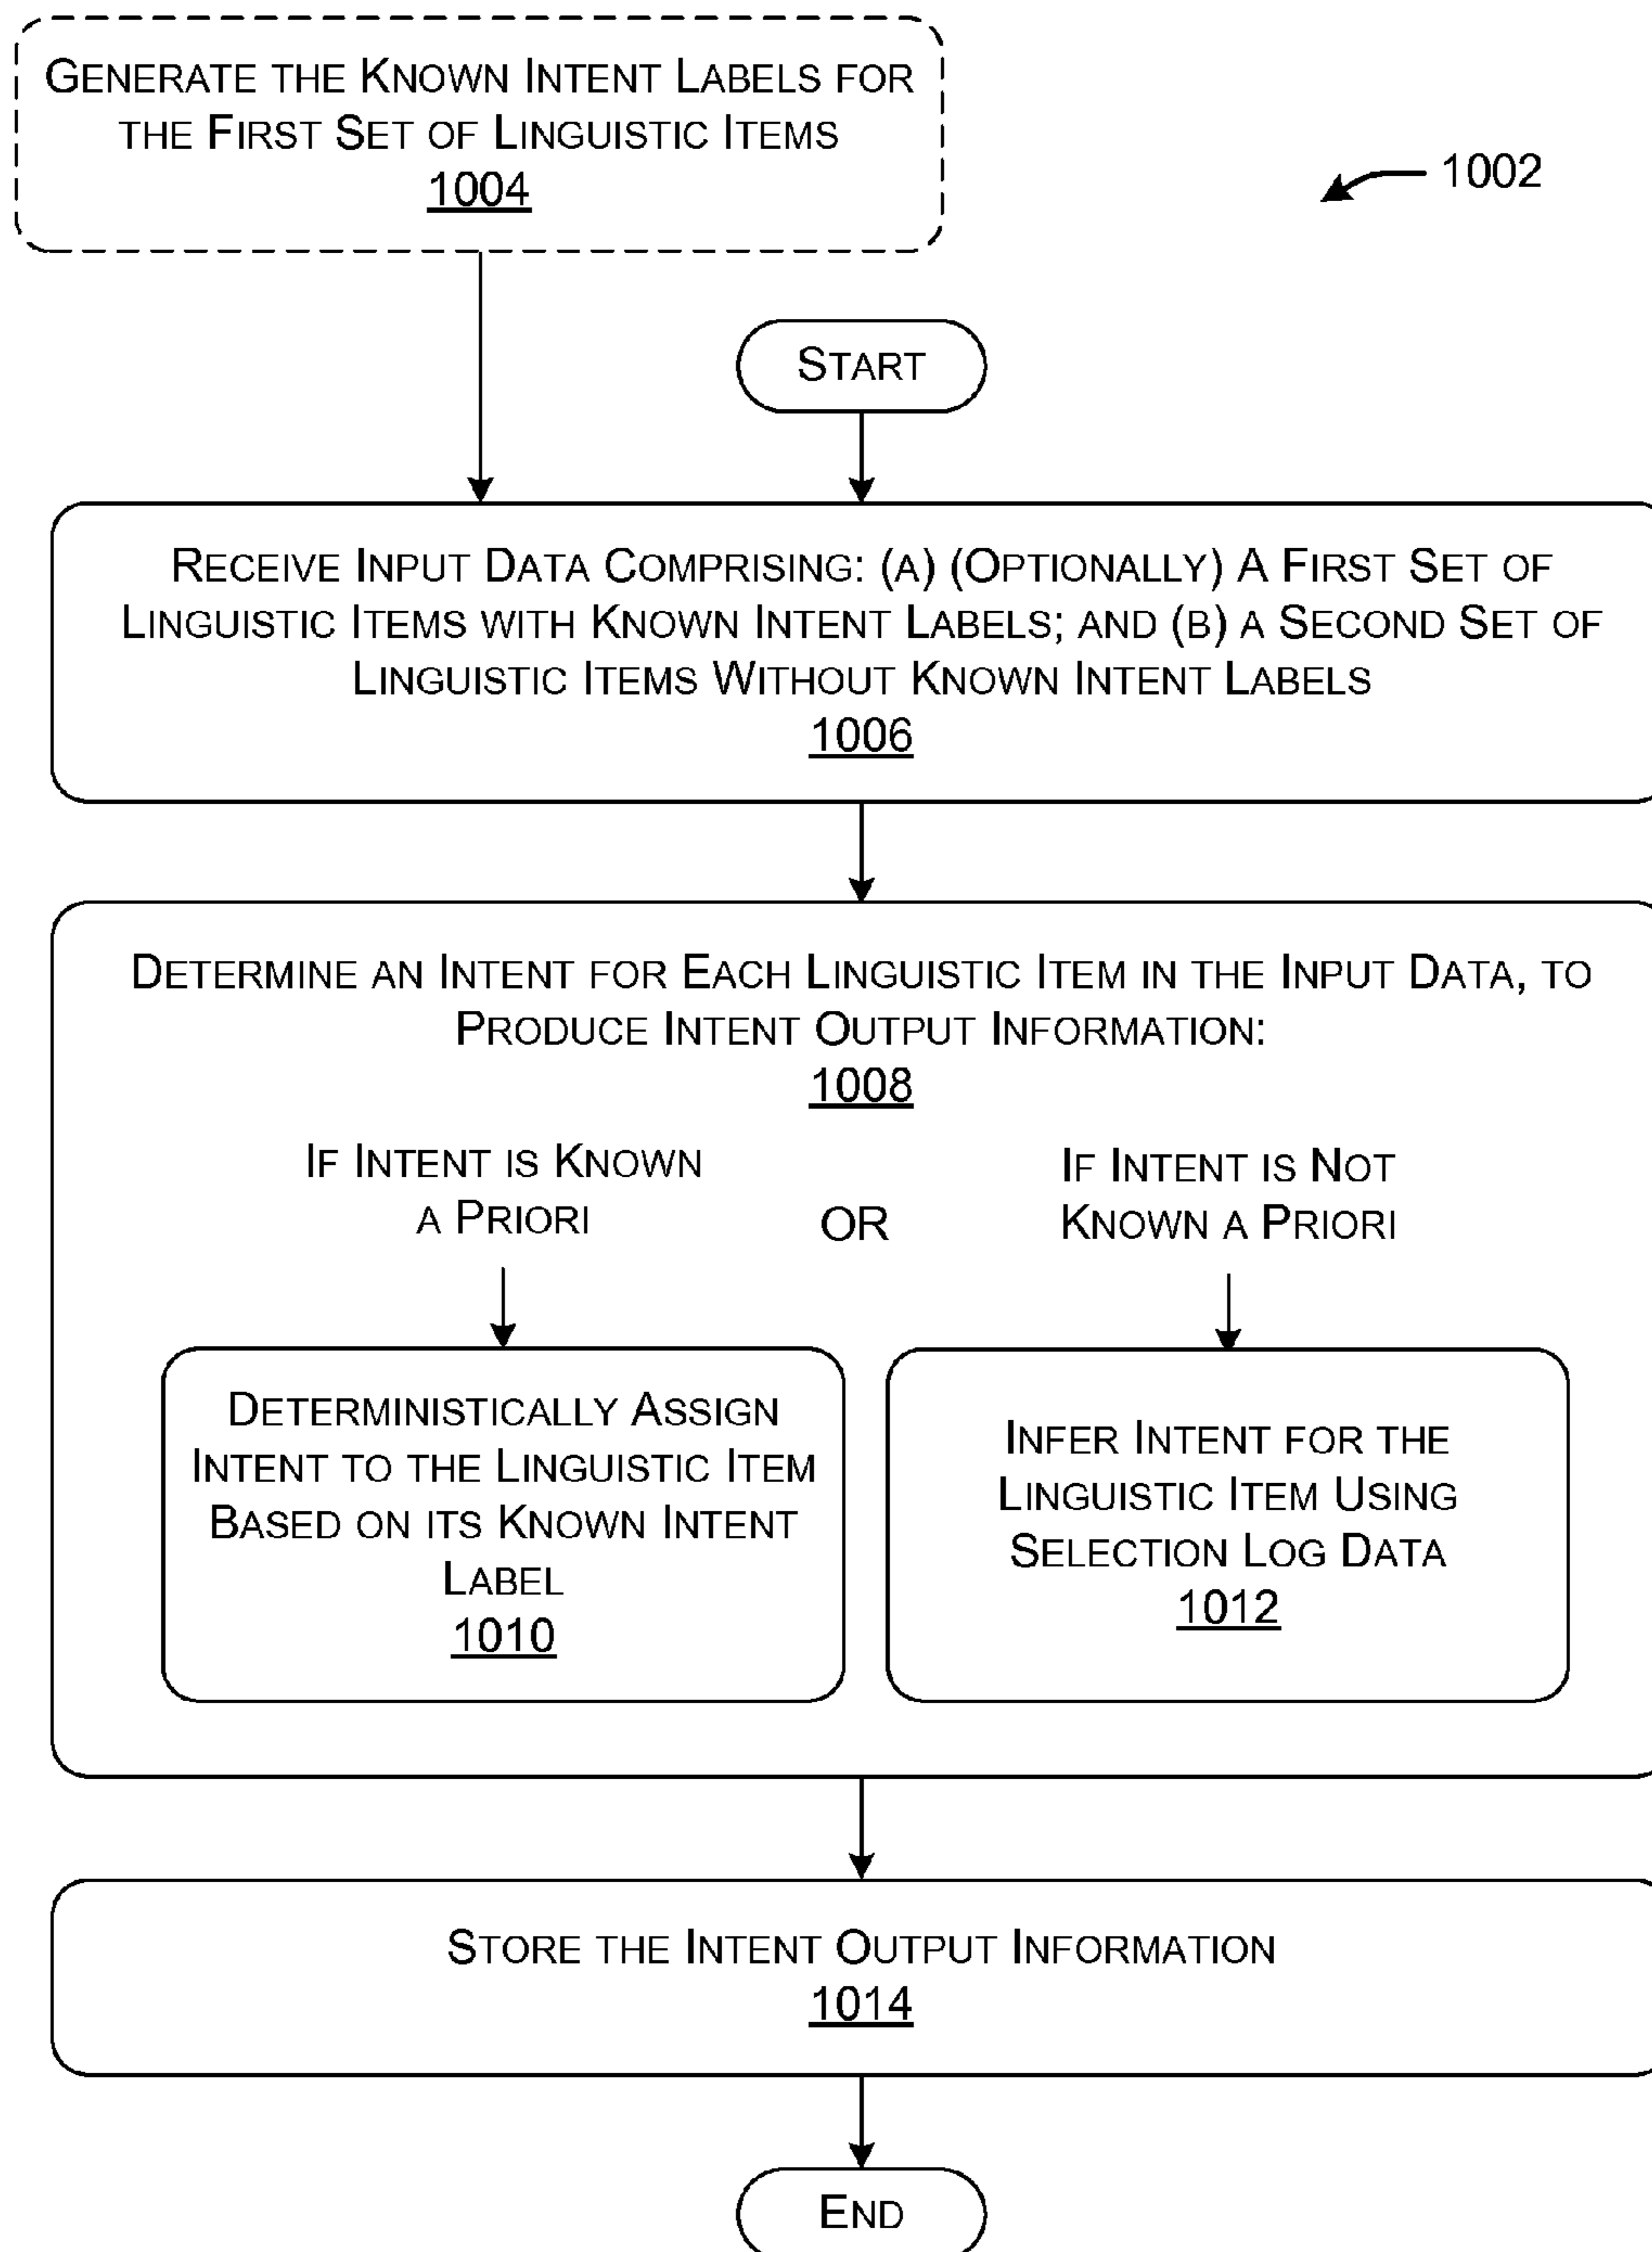 GENERATE THE KNOWN INTENT LABELS FOR
THE FIRST SET OF LINGUISTIC ITEMS
1004
1002
START
RECEIVE INPUT DATA COMPRISING: (A) (OPTIONALLY) A FIRST SET OF
LINGUISTIC ITEMS WITH KNOWN INTENT LABELS; AND (B) A SECOND SET OF
LINGUISTIC ITEMS WITHOUT KNOWN INTENT LABELS
1006
DETERMINE AN INTENT FOR EACH LINGUISTIC ITEM IN THE INPUT DATA, TO
PRODUCE INTENT OUTPUT INFORMATION:
1008
IF INTENT IS KNOWN
A PRIORI
OR
IF INTENT IS NOT
KNOWN A PRIORI
DETERMINISTICALLY ASSIGN
INTENT TO THE LINGUISTIC ITEM
BASED ON ITS KNOWN INTENT
LABEL
1010
INFER INTENT FOR THE
LINGUISTIC ITEM USING
SELECTION LOG DATA
1012
STORE THE INTENT OUTPUT INFORMATION
1014
END